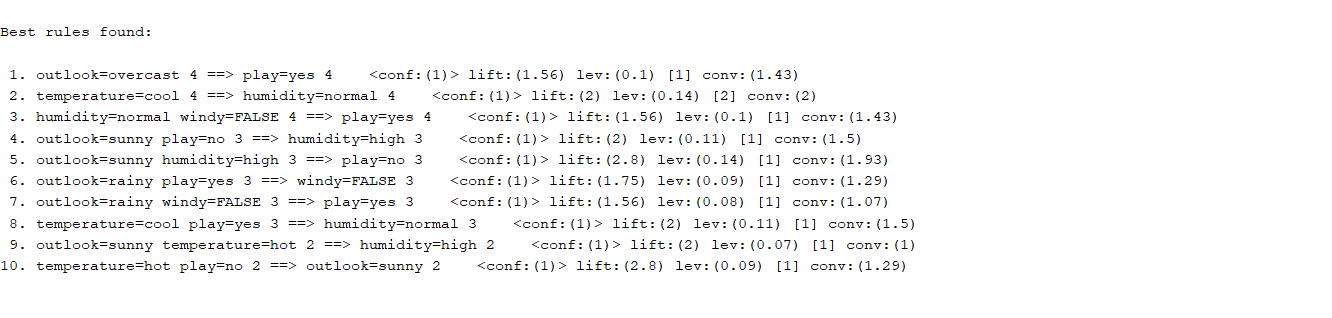 Best rules found:
1. outlook=overcast 4 ==> play=yes 4    <conf:(1)> lift:(1.56) lev:(0.1) [1] conv:(1.43)
2. temperature=cool 4 ==> humidity=normal 4    <conf:(1)> lift:(2) lev:(0.14) [2] conv:(2)
3. humidity=normal windy=FALSE 4 ==> play=yes 4    <conf:(1)> lift:(1.56) lev:(0.1) [1] conv:(1.43)
4. outlook=sunny play=no 3 ==> humidity=high 3    <conf:(1)> lift:(2) lev:(0.11) [1] conv:(1.5)
5. outlook=sunny humidity=high 3 ==> play=no 3    <conf:(1)> lift:(2.8) lev:(0.14) [1] conv:(1.93)
6. outlook=rainy play=yes 3 ==> windy=FALSE 3    <conf:(1)> lift:(1.75) lev:(0.09) [1] conv:(1.29)
7. outlook=rainy windy=FALSE 3 ==> play=yes 3    <conf:(1)> lift:(1.56) lev:(0.08) [1] conv:(1.07)
8. temperature=cool play=yes 3 ==> humidity=normal 3    <conf:(1)> lift:(2) lev:(0.11) [1] conv:(1.5)
9. outlook=sunny temperature=hot 2 ==> humidity=high 2    <conf:(1)> lift:(2) lev:(0.07) [1] conv:(1)
10. temperature=hot play=no 2 ==> outlook=sunny 2    <conf:(1)> lift:(2.8) lev:(0.09) [1] conv:(1.29)